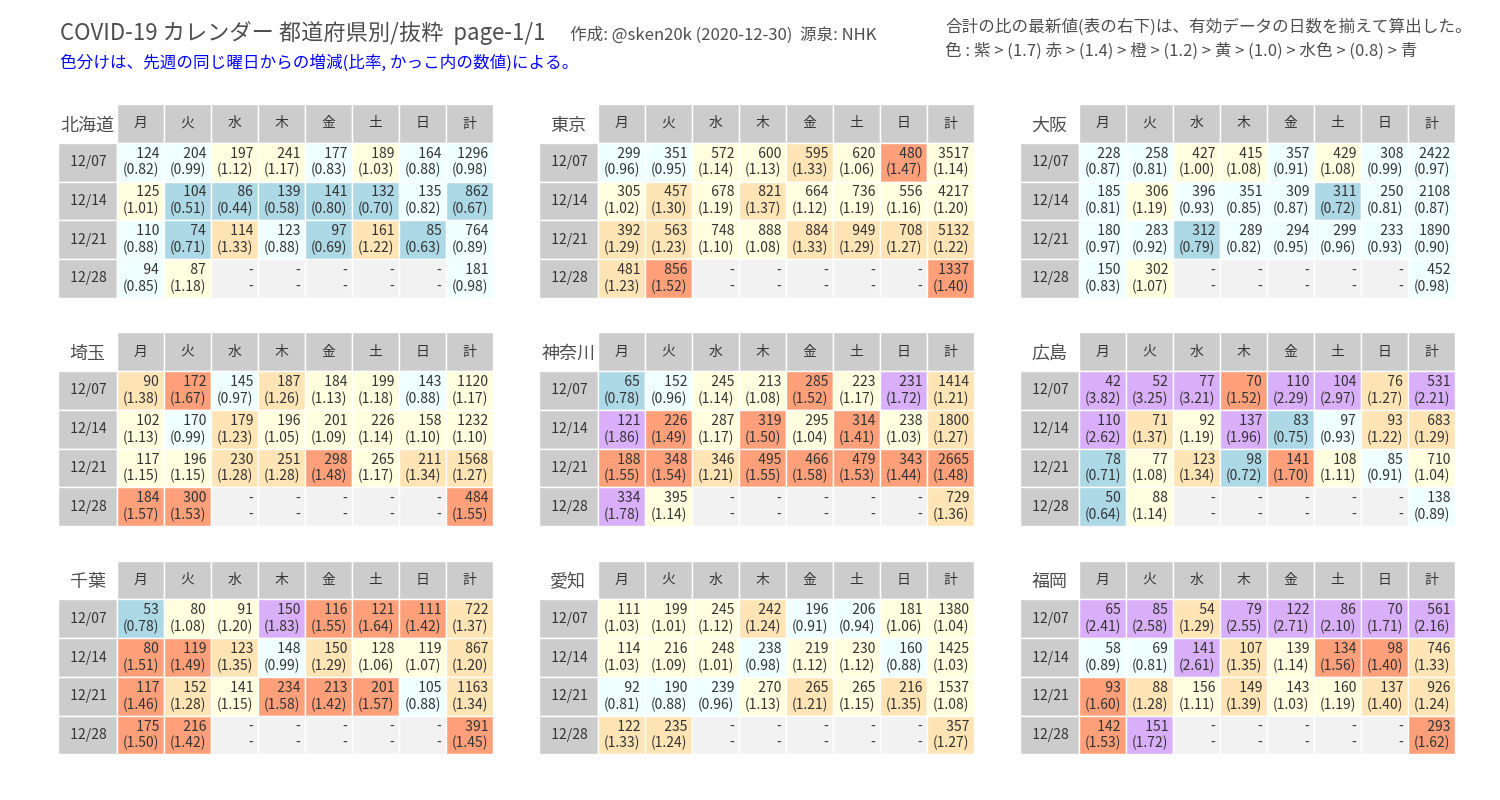 COVID-19 カレンダー 都道府県別/抜粋 page-1/1 作成: @sken20k (2020-12-30) 源泉: NHK
色分けは、先週の同じ曜日からの増減(比率, かっこ内の数値)による。
合計の比の最新値(表の右下)は、有効データの日数を揃えて算出した。
色 : 紫 > (1.7) 赤 > (1.4) > 橙 > (1.2) > 黄 > (1.0) > 水色 > (0.8) > 青
北海道 月 火 水 木 金 土 日 計
12/07 124 204 197 241 177 189 164 1296
(0.82) (0.99) (1.12) (1.17) (0.83) (1.03) (0.88) (0.98)
12/14 125 104 86 139 141 132 135 862
(1.01) (0.51) (0.44) (0.58) (0.80) (0.70) (0.82) (0.67)
12/21 110 74 114 123 97 161 85 764
(0.88) (0.71) (1.33) (0.88) (0.69) (1.22) (0.63) (0.89)
12/28 94 87 - - - - - 181
(0.85) (1.18) - - - - - (0.98)
東京 月 火 水 木 金 土 日 計
12/07 299 351 572 600 595 620 480 3517
(0.96) (0.95) (1.14) (1.13) (1.33) (1.06) (1.47) (1.14)
12/14 305 457 678 821 664 736 556 4217
(1.02) (1.30) (1.19) (1.37) (1.12) (1.19) (1.16) (1.20)
12/21 392 563 748 888 884 949 708 5132
(1.29) (1.23) (1.10) (1.08) (1.33) (1.29) (1.27) (1.22)
12/28 481 856 - - - - - 1337
(1.23) (1.52) - - - - - (1.40)
大阪 月 火 水 木 金 土 日 計
12/07 228 258 427 415 357 429 308 2422
(0.87) (0.81) (1.00) (1.08) (0.91) (1.08) (0.99) (0.97)
12/14 185 306 396 351 309 311 250 2108
(0.81) (1.19) (0.93) (0.85) (0.87) (0.72) (0.81) (0.87)
12/21 180 283 312 289 294 299 233 1890
(0.97) (0.92) (0.79) (0.82) (0.95) (0.96) (0.93) (0.90)
12/28 150 302 - - - - - 452
(0.83) (1.07) - - - - - (0.98)
埼玉 月 火 水 木 金 土 日 計
12/07 90 172 145 187 184 199 143 1120
(1.38) (1.67) (0.97) (1.26) (1.13) (1.18) (0.88) (1.17)
12/14 102 170 179 196 201 226 158 1232
(1.13) (0.99) (1.23) (1.05) (1.09) (1.14) (1.10) (1.10)
12/21 117 196 230 251 298 265 211 1568
(1.15) (1.15) (1.28) (1.28) (1.48) (1.17) (1.34) (1.27)
12/28 184 300 - - - - - 484
(1.57) (1.53) - - - - - (1.55)
神奈川 月 火 水 木 金 土 日 計
12/07 65 152 245 213 285 223 231 1414
(0.78) (0.96) (1.14) (1.08) (1.52) (1.17) (1.72) (1.21)
12/14 121 226 287 319 295 314 238 1800
(1.86) (1.49) (1.17) (1.50) (1.04) (1.41) (1.03) (1.27)
12/21 188 348 346 495 466 479 343 2665
(1.55) (1.54) (1.21) (1.55) (1.58) (1.53) (1.44) (1.48)
12/28 334 395 - - - - - 729
(1.78) (1.14) - - - - - (1.36)
広島 月 火 水 木 金 土 日 計
12/07 42 52 77 70 110 104 76 531
(3.82) (3.25) (3.21) (1.52) (2.29) (2.97) (1.27) (2.21)
12/14 110 71 92 137 83 97 93 683
(2.62) (1.37) (1.19) (1.96) (0.75) (0.93) (1.22) (1.29)
12/21 78 77 123 98 141 108 85 710
(0.71) (1.08) (1.34) (0.72) (1.70) (1.11) (0.91) (1.04)
12/28 50 88 - - - - - 138
(0.64) (1.14) - - - - - (0.89)
千葉 月 火 水 木 金 土 日 計
12/07 53 80 91 150 116 121 111 722
(0.78) (1.08) (1.20) (1.83) (1.55) (1.64) (1.42) (1.37)
12/14 80 119 123 148 150 128 119 867
(1.51) (1.49) (1.35) (0.99) (1.29) (1.06) (1.07) (1.20)
12/21 117 152 141 234 213 201 105 1163
(1.46) (1.28) (1.15) (1.58) (1.42) (1.57) (0.88) (1.34)
12/28 175 216 - - - - - 391
(1.50) (1.42) - - - - - (1.45)
愛知 月 火 水 木 金 土 日 計
12/07 111 199 245 242 196 206 181 1380
(1.03) (1.01) (1.12) (1.24) (0.91) (0.94) (1.06) (1.04)
12/14 114 216 248 238 219 230 160 1425
(1.03) (1.09) (1.01) (0.98) (1.12) (1.12) (0.88) (1.03)
12/21 92 190 239 270 265 265 216 1537
(0.81) (0.88) (0.96) (1.13) (1.21) (1.15) (1.35) (1.08)
12/28 122 235 - - - - - 357
(1.33) (1.24) - - - - - (1.27)
福岡 月 火 水 木 金 土 日 計
12/07 65 85 54 79 122 86 70 561
(2.41) (2.58) (1.29) (2.55) (2.71) (2.10) (1.71) (2.16)
12/14 58 69 141 107 139 134 98 746
(0.89) (0.81) (2.61) (1.35) (1.14) (1.56) (1.40) (1.33)
12/21 93 88 156 149 143 160 137 926
(1.60) (1.28) (1.11) (1.39) (1.03) (1.19) (1.40) (1.24)
12/28 142 151 - - - - - 293
(1.53) (1.72) - - - - - (1.62)